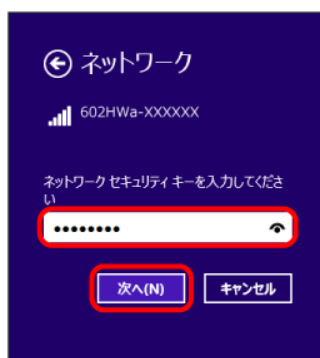 ネットワーク
602HWa-XXXXXX
ネットワーク セキュリティ キーを入力してくださ
い
••••••••
次へ(N) キャンセル